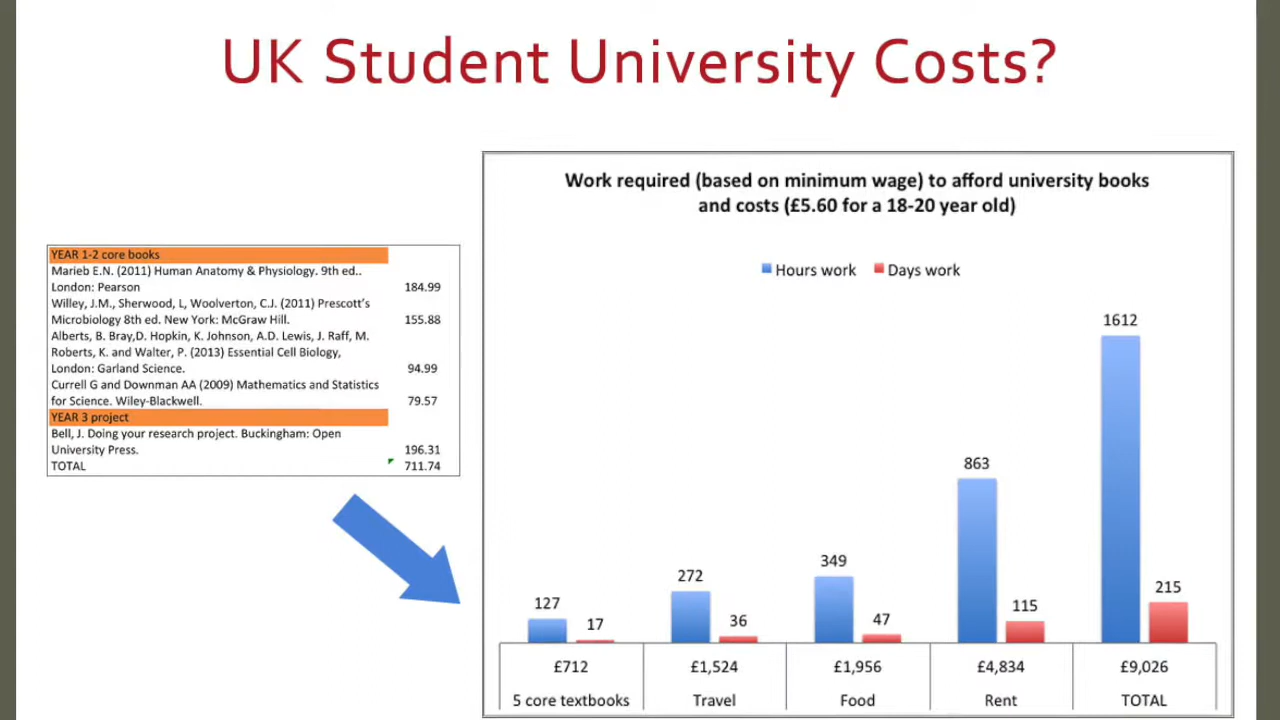 UK Student University Costs?
YEAR 1-2 core books
Marieb E.N. (2011) Human Anatomy & Physiology. 9th ed..
London: Pearson 184.99
Willey, J.M., Sherwood, L, Woolverton, C.J. (2011) Prescott's
Microbiology 8th ed. New York: McGraw Hill. 155.88
Alberts, B. Bray,D. Hopkin, K. Johnson, A.D. Lewis, J. Raff, M.
Roberts, K. and Walter, P. (2013) Essential Cell Biology,
London: Garland Science. 94.99
Currell G and Downman AA (2009) Mathematics and Statistics
for Science. Wiley-Blackwell. 79.57
YEAR 3 project
Bell, J. Doing your research project. Buckingham: Open
University Press. 196.31
TOTAL 711.74
Work required (based on minimum wage) to afford university books
and costs (£5.60 for a 18-20 year old)
Hours work Days work
1612
863
215
349
272
115
127
47
36
17
£712 £1,524 £1,956 £4,834 £9,026
5 core textbooks Travel Food Rent TOTAL